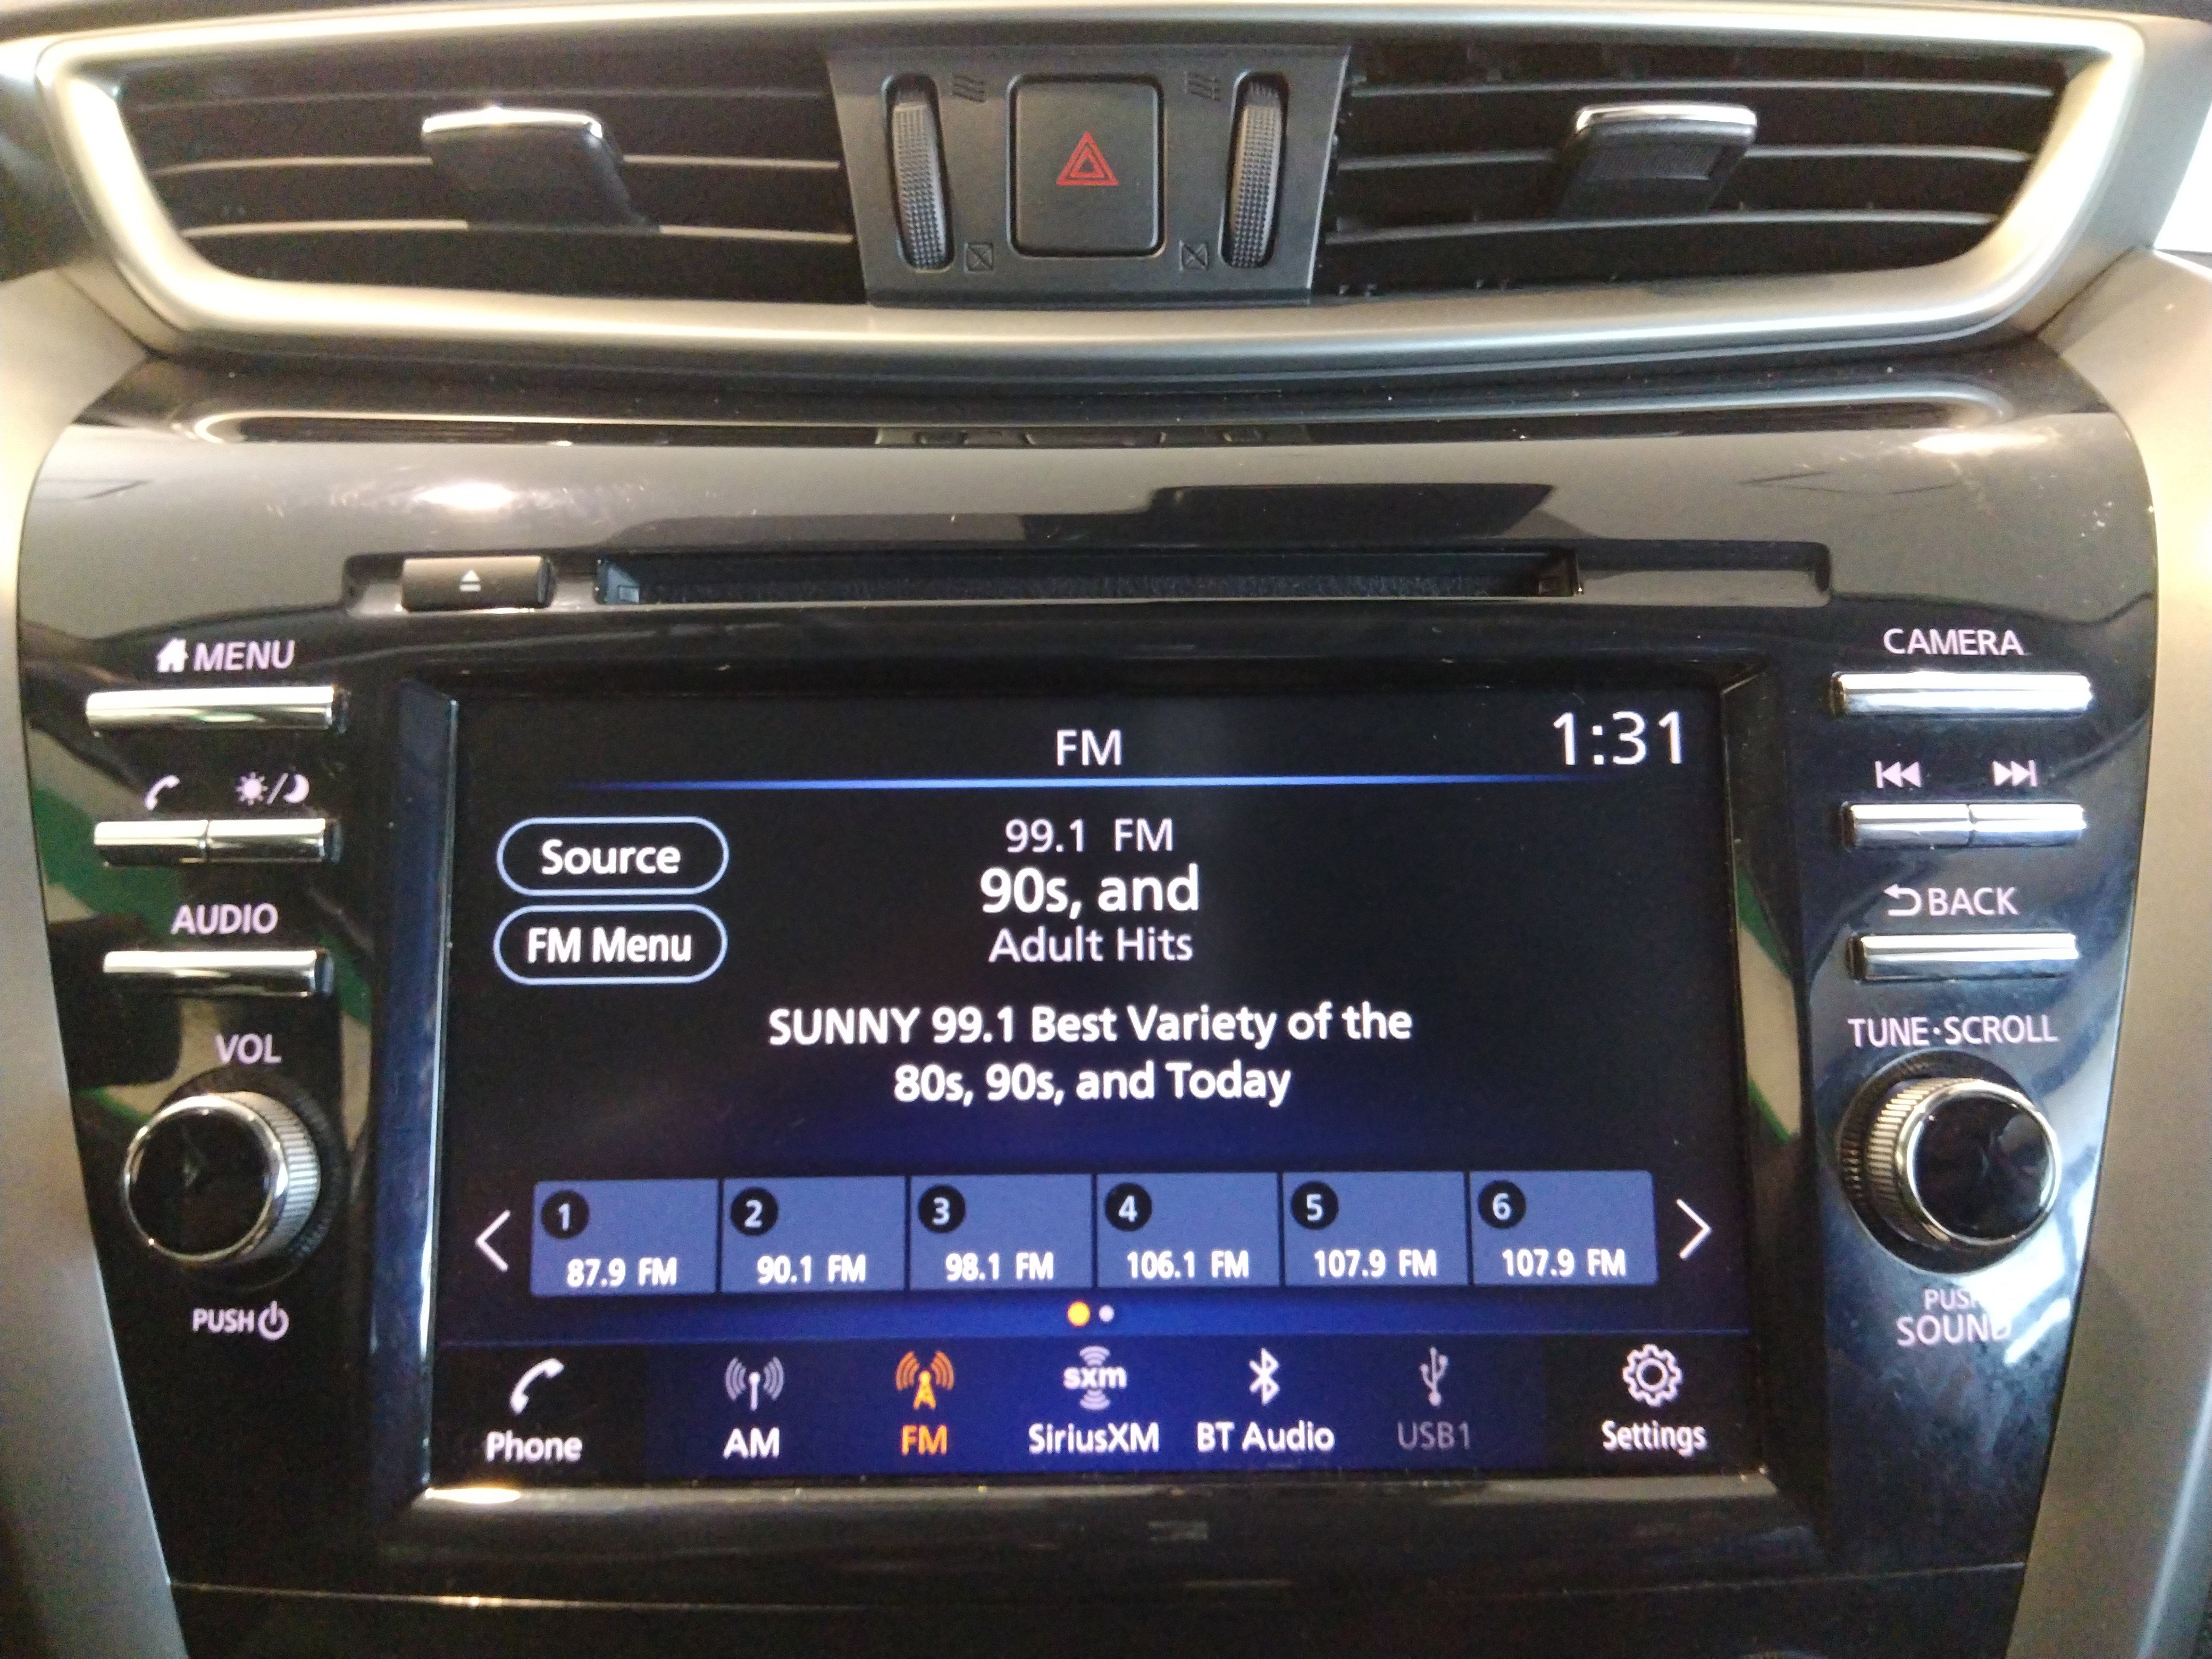 MENU
CAMERA
AUDIO
BACK
VOL
TUNE·SCROLL
PUSH
PUSH
SOUND
FM
1:31
Source
FM Menu
99.1 FM
90s, and
Adult Hits
SUNNY 99.1 Best Variety of the
80s, 90s, and Today
1 2 3 4 5 6
87.9 FM 90.1 FM 98.1 FM 106.1 FM 107.9 FM 107.9 FM
sxm
Phone AM FM SiriusXM BT Audio USB1 Settings